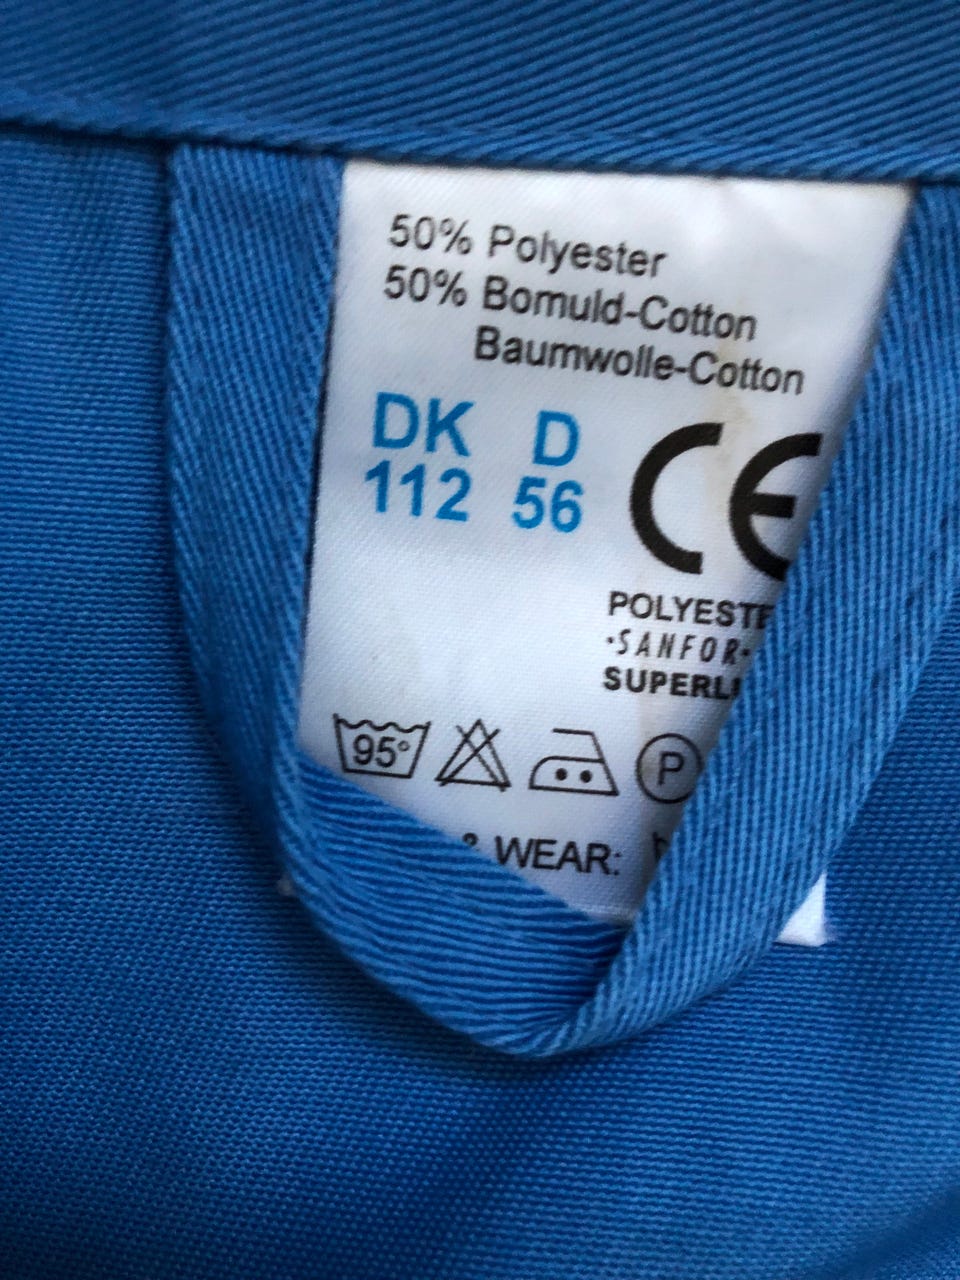 50% Polyester
50% Bomuld-Cotton
Baumwolle-Cotton
DK D
112 56
CE
·SANFOR·
95°
P
& WEAR: